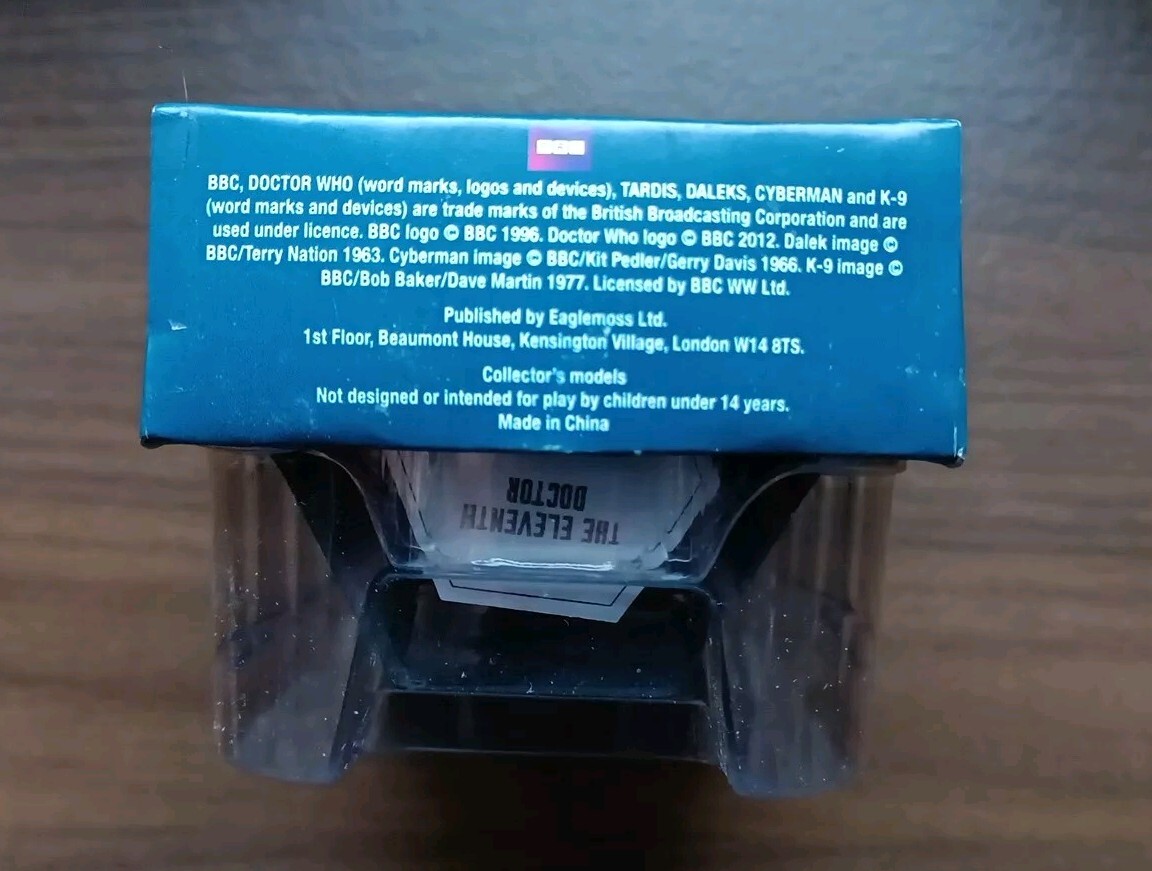 BBC
BBC, DOCTOR WHO (word marks, logos and devices), TARDIS, DALEKS, CYBERMAN and K-9
(word marks and devices) are trade marks of the British Broadcasting Corporation and are
used under licence. BBC logo © BBC 1996. Doctor Who logo © BBC 2012. Dalek image ©
BBC/Terry Nation 1963. Cyberman image © BBC/Kit Pedler/Gerry Davis 1966. K-9 image ©
BBC/Bob Baker/Dave Martin 1977. Licensed by BBC WW Ltd.
Published by Eaglemoss Ltd.
1st Floor, Beaumont House, Kensington Village, London W14 8TS.
Collector's models
Not designed or intended for play by children under 14 years.
Made in China
THE ELEVENTH
DOCTOR